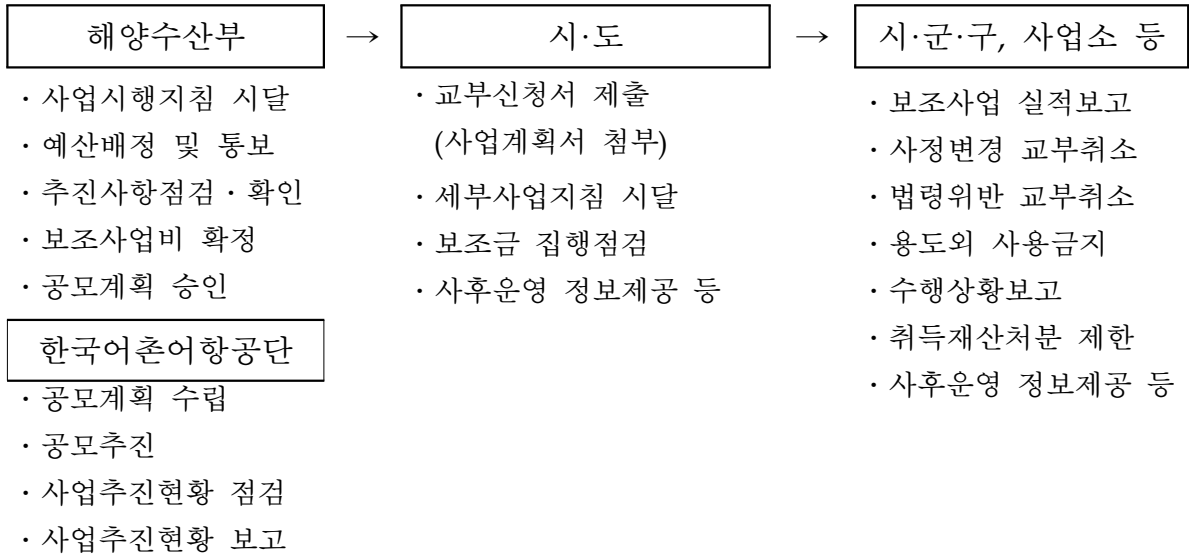 해양수산부 → 시·도 → 시·군·구, 사업소 등
· 사업시행지침 시달
· 예산배정 및 통보
· 추진사항점검 · 확인
· 보조사업비 확정
· 공모계획 승인
한국어촌어항공단
· 공모계획 수립
· 공모추진
· 사업추진현황 점검
· 사업추진현황 보고
· 교부신청서 제출
(사업계획서 첨부)
· 세부사업지침 시달
· 보조금 집행점검
· 사후운영 정보제공 등
· 보조사업 실적보고
· 사정변경 교부취소
· 법령위반 교부취소
· 용도외 사용금지
· 수행상황보고
· 취득재산처분 제한
· 사후운영 정보제공 등